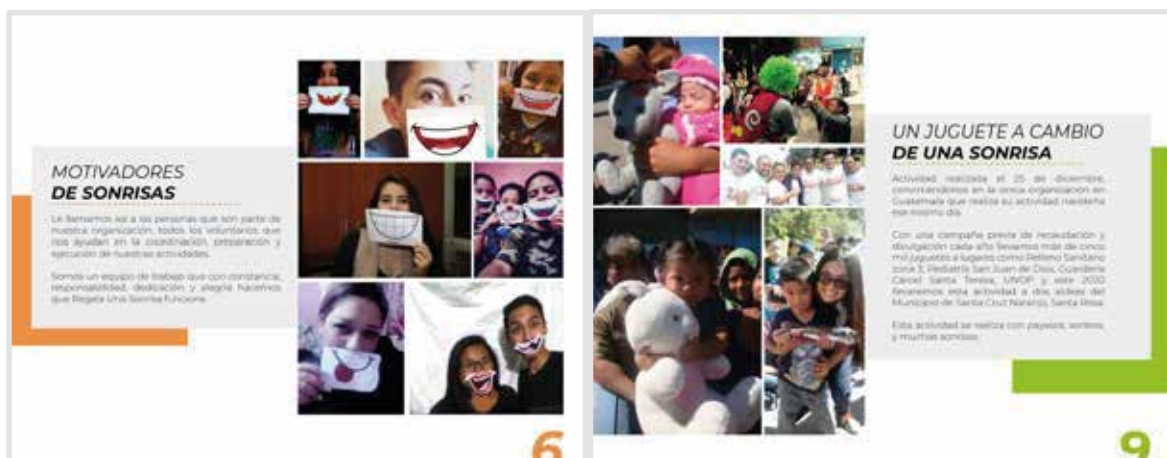 MOTIVADORES
DE SONRISAS
Le llamamos así a las personas que son parte de
nuestra organización, todos los voluntarios que
nos ayudan en la coordinación, preparación y
ejecución de nuestras actividades.
Somos un equipo de trabajo que con constancia,
responsabilidad, dedicación y alegría hacemos
que Regala Una Sonrisa funcione.
6
UN JUGUETE A CAMBIO
DE UNA SONRISA
Actividad realizada el 25 de diciembre,
convirtiéndonos en la única organización en
Guatemala que realiza su actividad navideña
ese mismo día.
Con una campaña previa de recaudación y
divulgación cada año llevamos más de cinco
mil juguetes a lugares como Relleno Sanitario
zona 3, Pediatría San Juan de Dios, Guardería
Carcel Santa Teresa, UNOP y este 2020
llevaremos esta actividad a dos aldeas del
Municipio de Santa Cruz Naranjo, Santa Rosa.
Esta actividad se realiza con payasos, sorteos,
y muchas sonrisas.
9